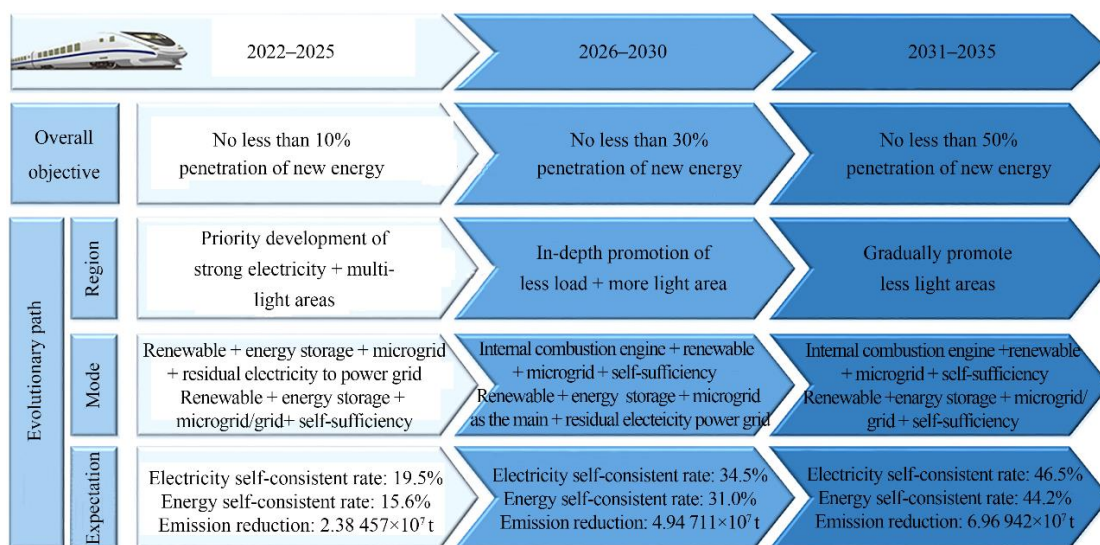 2022–2025
2026–2030
2031–2035
Overall
objective
No less than 10%
penetration of new energy
No less than 30%
penetration of new energy
No less than 50%
penetration of new energy
Evolutionary path
Region
Priority development of
strong electricity + multi-
light areas
In-depth promotion of
less load + more light area
Gradually promote
less light areas
Mode
Renewable + energy storage + microgrid
+ residual electricity to power grid
Renewable + energy storage +
microgrid/grid+ self-sufficiency
Internal combustion engine + renewable
+ microgrid + self-sufficiency
Renewable + energy storage + microgrid
as the main + residual electeicity power grid
Internal combustion engine +renewable
+ microgrid + self-sufficiency
Renewable +enargy storage + microgrid/
grid + self-sufficiency
Expectation
Electricity self-consistent rate: 19.5%
Energy self-consistent rate: 15.6%
Emission reduction: 2.38 457×10⁷ t
Electricity self-consistent rate: 34.5%
Energy self-consistent rate: 31.0%
Emission reduction: 4.94 711×10⁷ t
Electricity self-consistent rate: 46.5%
Energy self-consistent rate: 44.2%
Emission reduction: 6.96 942×10⁷ t